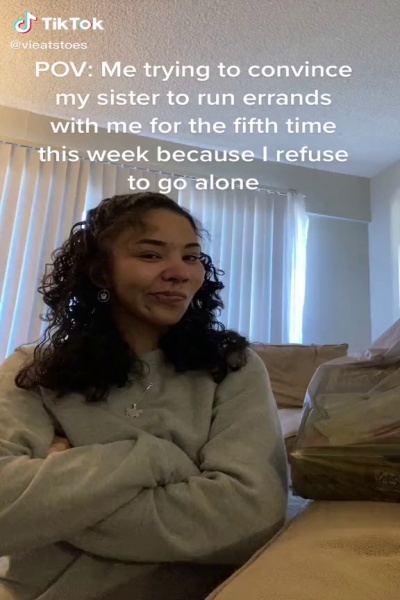 TikTok
@vieatstoes
POV: Me trying to convince
my sister to run errands
with me for the fifth time
this week because I refuse
to go alone